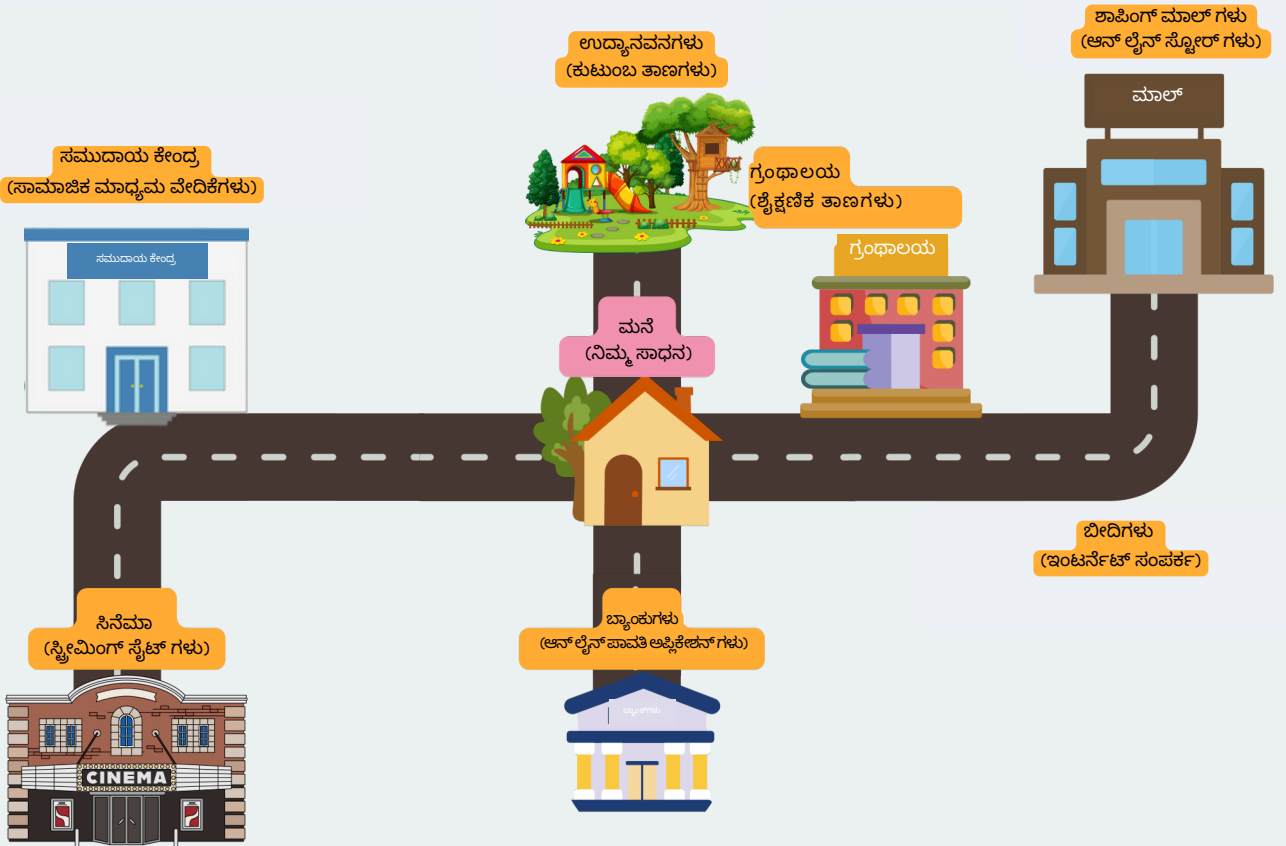 ಶಾಪಿಂಗ್ ಮಾಲ್ ಗಳು
(ಆನ್ ಲೈನ್ ಸ್ಟೋರ್ ಗಳು)
ಮಾಲ್
ಉದ್ಯಾನವನಗಳು
(ಕುಟುಂಬ ತಾಣಗಳು)
ಸಮುದಾಯ ಕೇಂದ್ರ
(ಸಾಮಾಜಿಕ ಮಾಧ್ಯಮ ವೇದಿಕೆಗಳು)
ಸಮುದಾಯ ಕೇಂದ್ರ
ಗ್ರಂಥಾಲಯ
(ಶೈಕ್ಷಣಿಕ ತಾಣಗಳು)
ಗ್ರಂಥಾಲಯ
ಮನೆ
(ನಿಮ್ಮ ಸಾಧನ)
ಬೀದಿಗಳು
(ಇಂಟರ್ನೆಟ್ ಸಂಪರ್ಕ)
ಸಿನೆಮಾ
(ಸ್ಟ್ರೀಮಿಂಗ್ ಸೈಟ್ ಗಳು)
CINEMA
ಬ್ಯಾಂಕುಗಳು
(ಆನ್ ಲೈನ್ ಪಾವತಿ ಅಪ್ಲಿಕೇಶನ್ ಗಳು)
ಬ್ಯಾಂಕ್‌ಗಳು